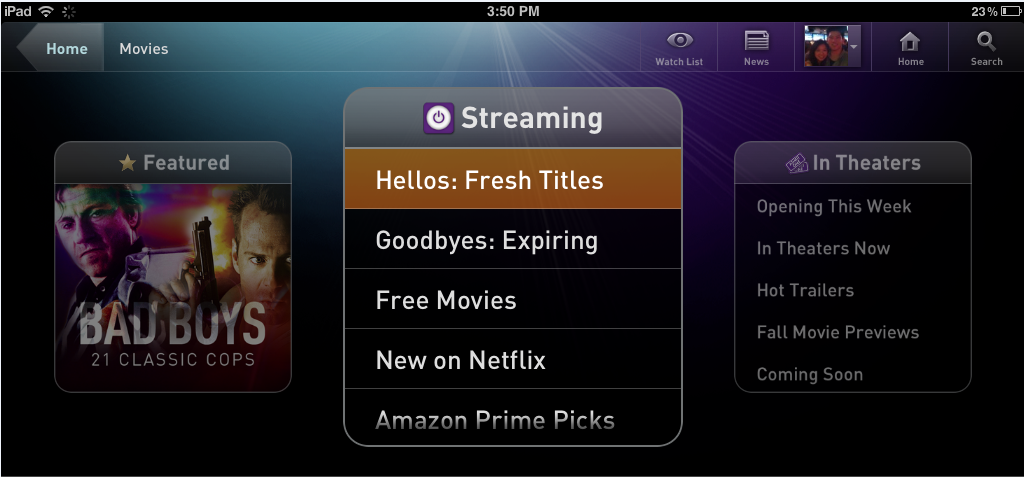 iPad 3:50 PM 23%
Home Movies Watch List News Home Search
Featured
BAD BOYS
21 CLASSIC COPS
Streaming
Hellos: Fresh Titles
Goodbyes: Expiring
Free Movies
New on Netflix
Amazon Prime Picks
In Theaters
Opening This Week
In Theaters Now
Hot Trailers
Fall Movie Previews
Coming Soon